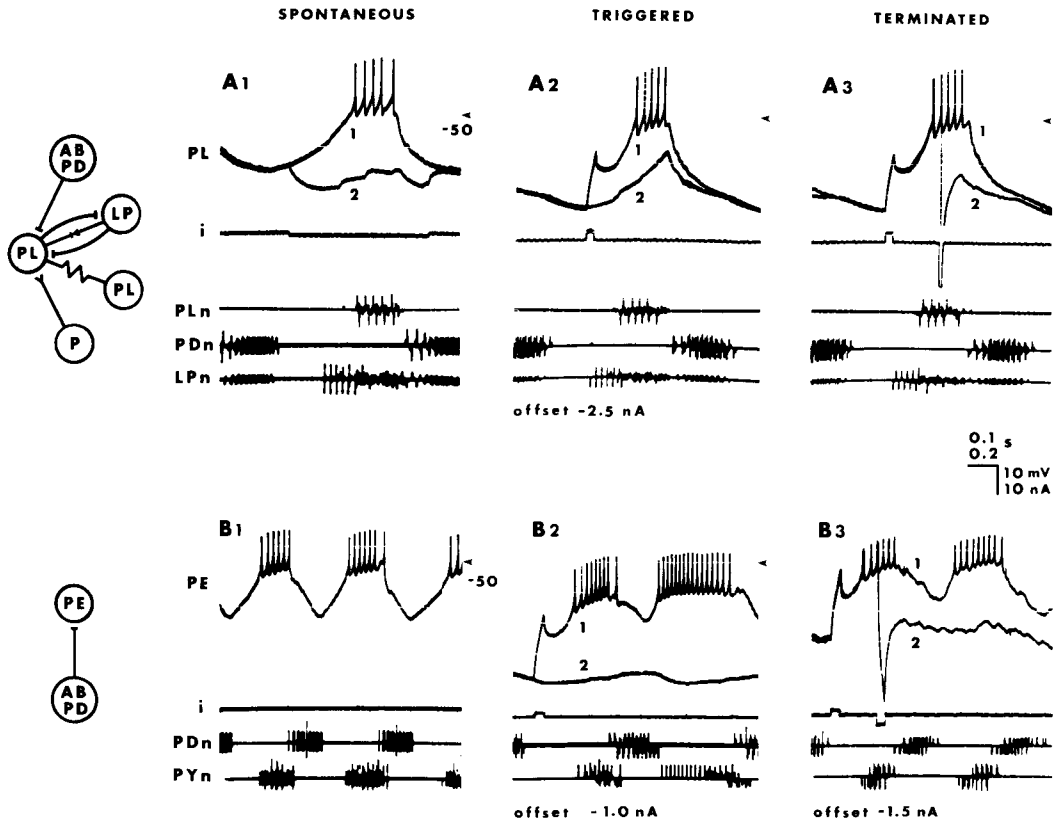 SPONTANEOUS
TRIGGERED
TERMINATED
A1
A2
A3
1
-50
1
1
AB
PD
PL
LP
2
2
2
PL
i
PL
PLn
P
PDn
LPn
offset -2.5 nA
0.1 s
0.2
10 mV
10 nA
B1
B2
B3
PE
-50
1
1
PE
2
2
AB
PD
i
PDn
PYn
offset -1.0 nA
offset -1.5 nA